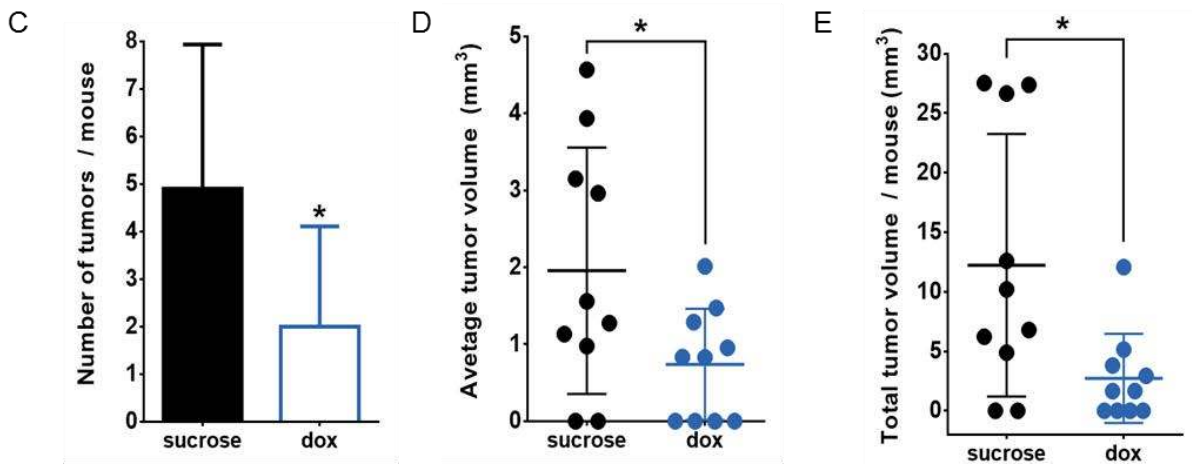 C
Number of tumors / mouse
8
7
6
5
4
3
2
1
0
*
sucrose dox
D
Avetage tumor volume (mm³)
5
4
3
2
1
0
*
sucrose dox
E
Total tumor volume / mouse (mm³)
30
25
20
15
10
5
0
*
sucrose dox